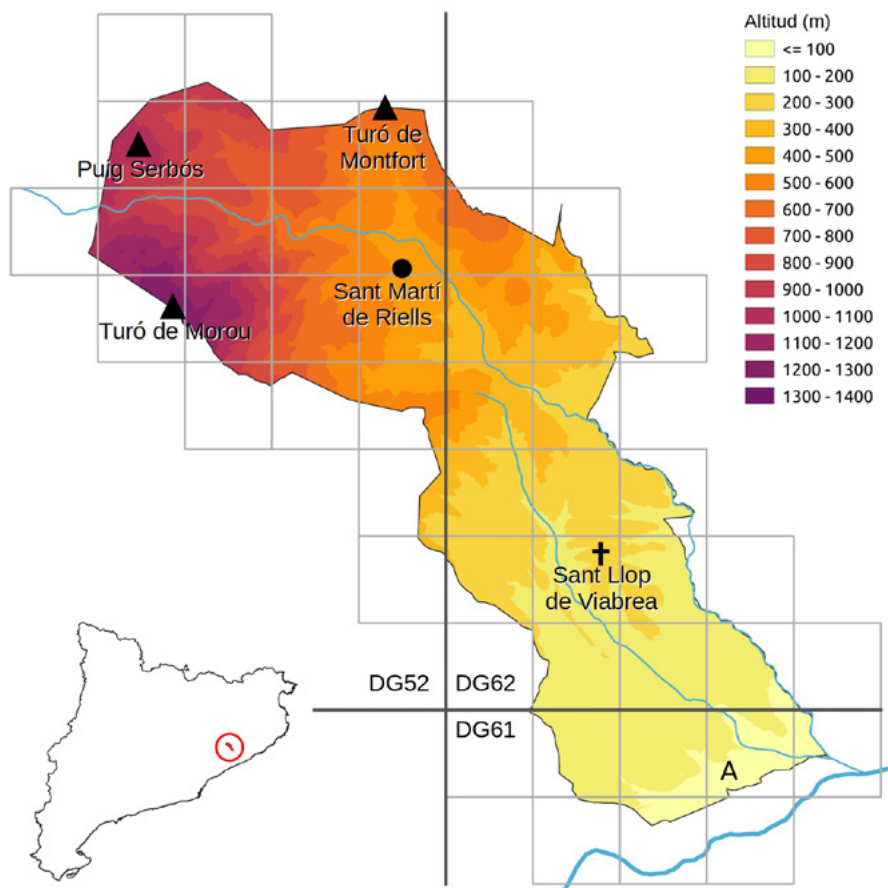 Altitud (m)
<= 100
100 - 200
200 - 300
300 - 400
400 - 500
500 - 600
600 - 700
700 - 800
800 - 900
900 - 1000
1000 - 1100
1100 - 1200
1200 - 1300
1300 - 1400
Turó de
Montfort
Puig Serbós
Sant Martí
de Riells
Turó de Morou
Sant Llop
de Viabrea
DG52
DG62
DG61
A